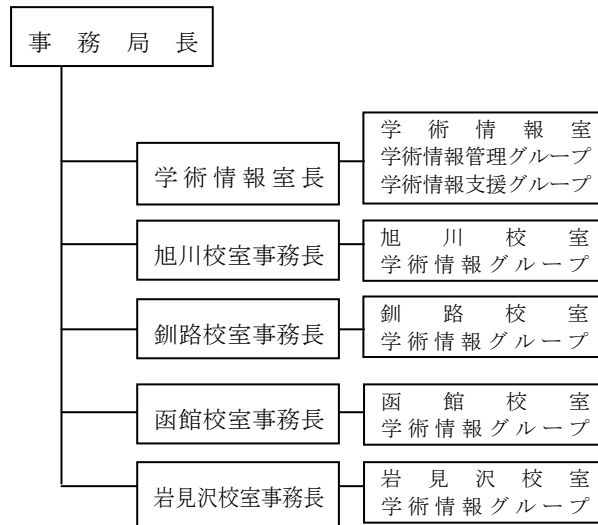 事務局長
学術情報室長
学術情報室
学術情報管理グループ
学術情報支援グループ
旭川校室事務長
旭川校室
学術情報グループ
釧路校室事務長
釧路校室
学術情報グループ
函館校室事務長
函館校室
学術情報グループ
岩見沢校室事務長
岩見沢校室
学術情報グループ